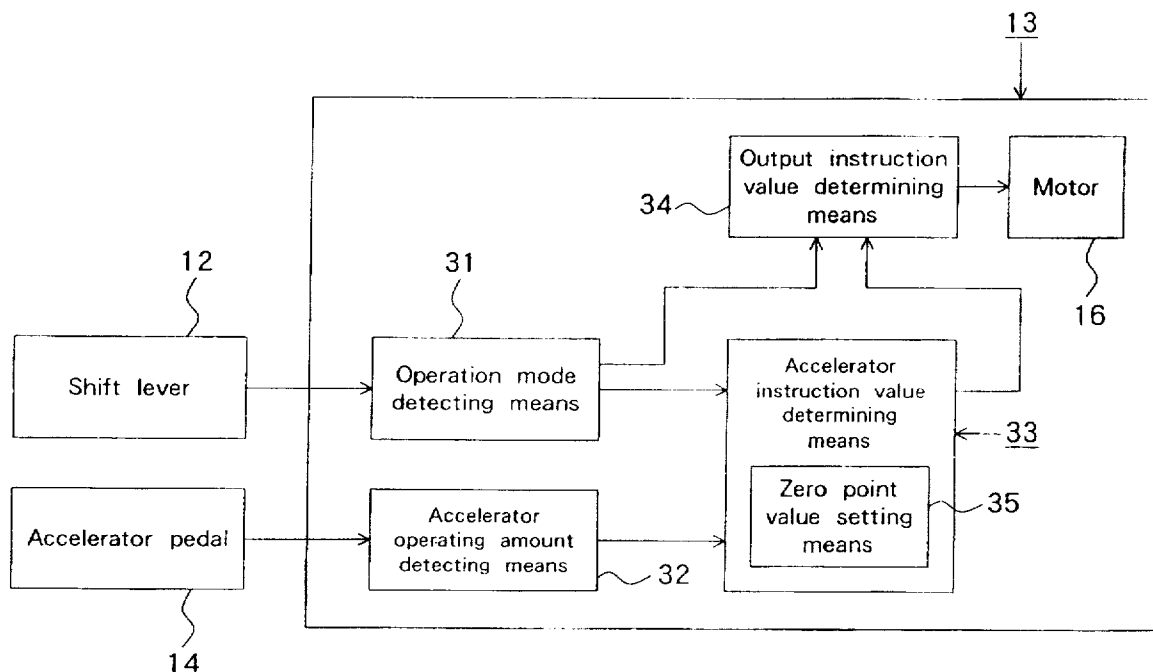 13
Output instruction
value determining
means
34
Motor
16
12
31
Shift lever
Operation mode
detecting means
Accelerator
instruction value
determining
means
33
Zero point
value setting
means
35
Accelerator pedal
14
Accelerator
operating amount
detecting means
32